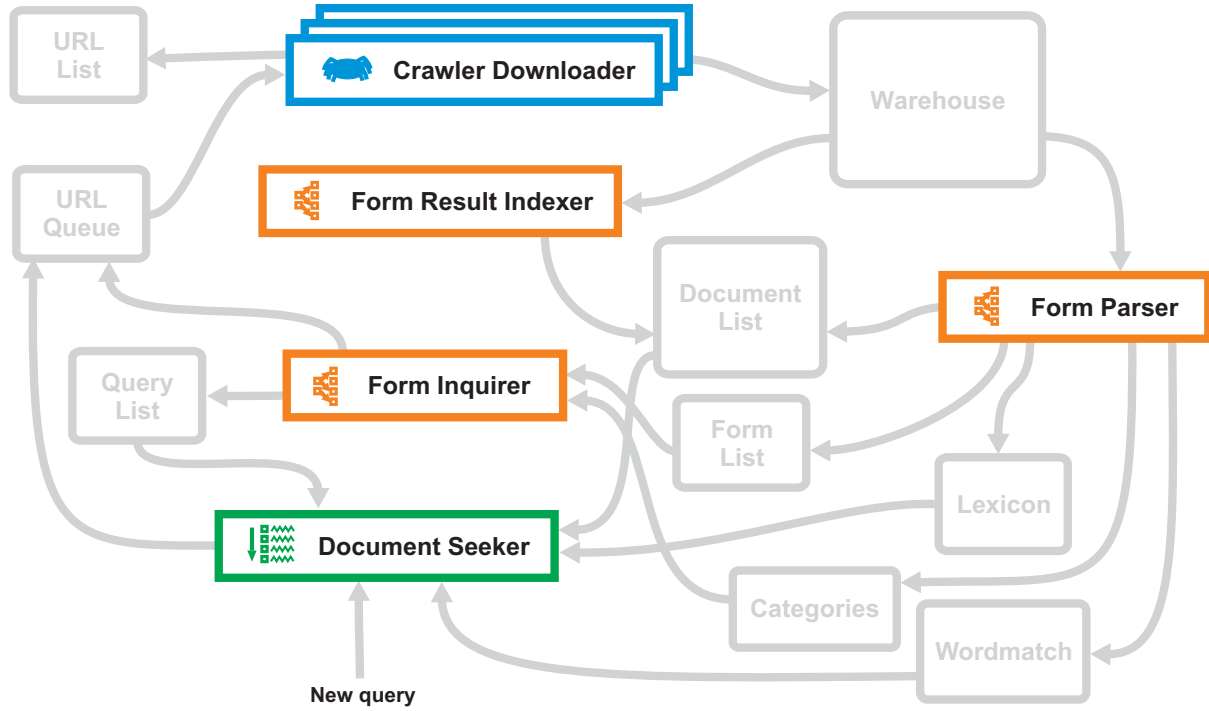 URL
List
Crawler Downloader
Warehouse
URL
Queue
Form Result Indexer
Document
List
Form Parser
Query
List
Form Inquirer
Form
List
Lexicon
Document Seeker
Categories
Wordmatch
New query